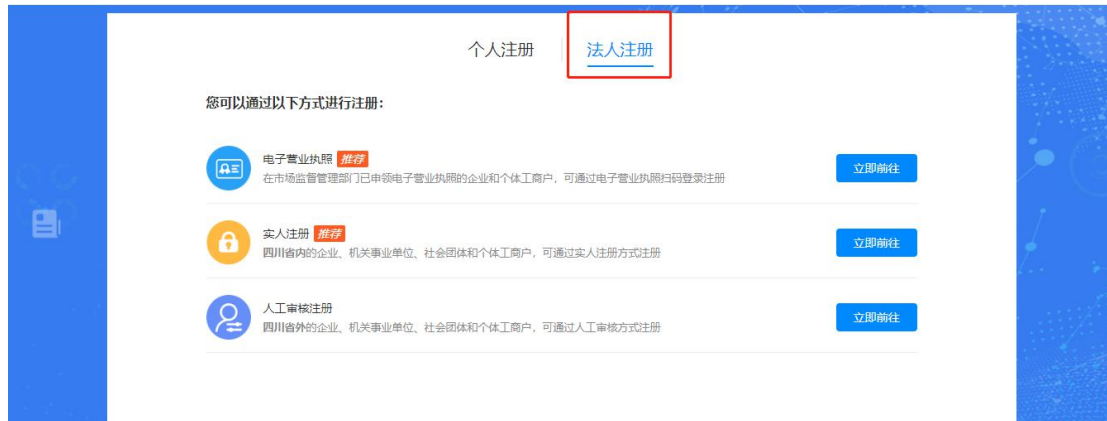 个人注册 法人注册
您可以通过以下方式进行注册：
电子营业执照 推荐
在市场监督管理部门已申领电子营业执照的企业和个体工商户，可通过电子营业执照扫码登录注册
立即前往
实人注册 推荐
四川省内的企业、机关事业单位、社会团体和个体工商户，可通过实人注册方式注册
立即前往
人工审核注册
四川省外的企业、机关事业单位、社会团体和个体工商户，可通过人工审核方式注册
立即前往